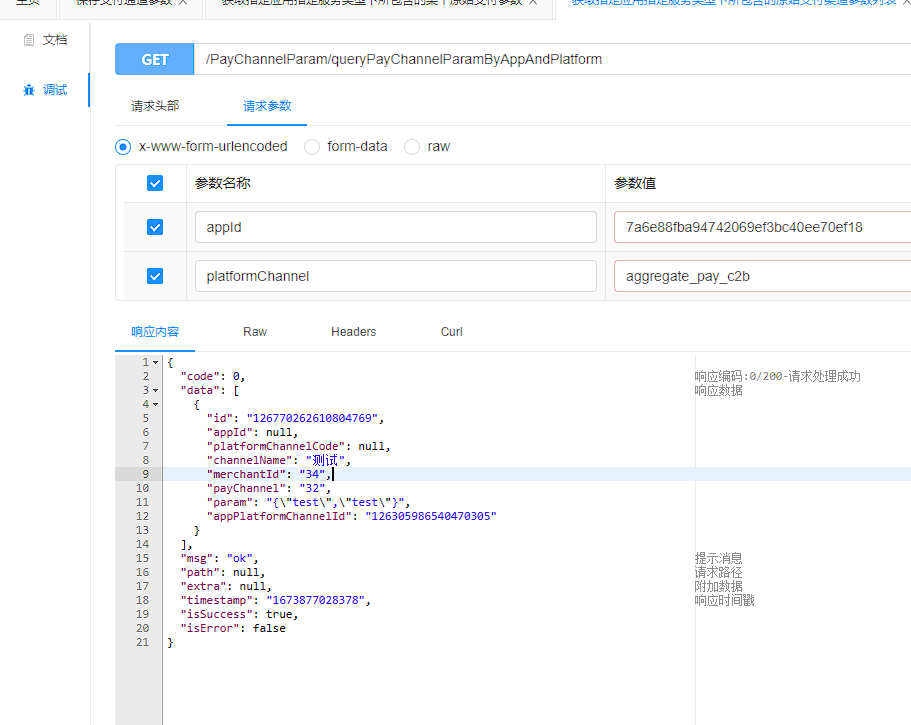 主页 保存支付通道参数 × 获取指定应用指定服务类型下所包含的某个原始支付参数 × 获取指定应用指定服务类型下所包含的原始支付渠道参数列表 ×
文档
调试
GET /PayChannelParam/queryPayChannelParamByAppAndPlatform
请求头部 请求参数
x-www-form-urlencoded form-data raw
参数名称 参数值
appId 7a6e88fba94742069ef3bc40ee70ef18
platformChannel aggregate_pay_c2b
响应内容 Raw Headers Curl
1 {
2 "code": 0, 响应编码:0/200-请求处理成功
3 "data": [ 响应数据
4 {
5 "id": "126770262610804769",
6 "appId": null,
7 "platformChannelCode": null,
8 "channelName": "测试",
9 "merchantId": "34",
10 "payChannel": "32",
11 "param": "{\"test\",\"test\"}",
12 "appPlatformChannelId": "126305986540470305"
13 }
14 ],
15 "msg": "ok", 提示消息
16 "path": null, 请求路径
17 "extra": null, 附加数据
18 "timestamp": "1673877028378", 响应时间戳
19 "isSuccess": true,
20 "isError": false
21 }